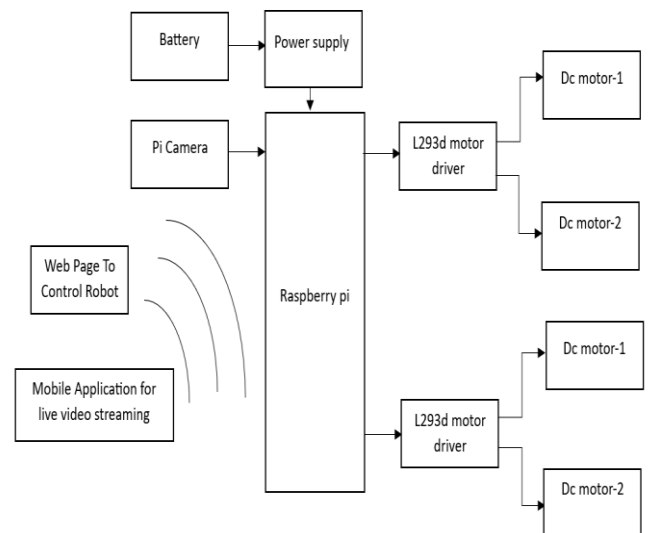 Battery
Power supply
Dc motor-1
Pi Camera
L293d motor
driver
Dc motor-2
Web Page To
Control Robot
Raspberry pi
Mobile Application for
live video streaming
Dc motor-1
L293d motor
driver
Dc motor-2